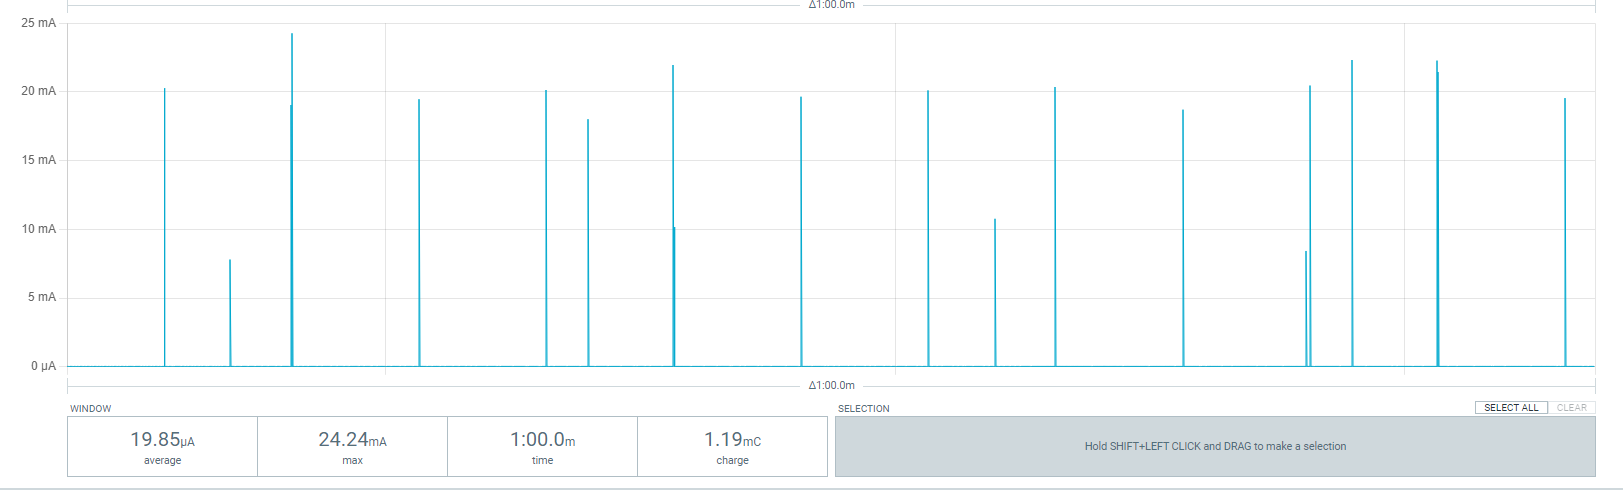 Δ1:00.0m
25 mA
20 mA
15 mA
10 mA
5 mA
0 µA
Δ1:00.0m
WINDOW
19.85µA
average
24.24mA
max
1:00.0m
time
1.19mC
charge
SELECTION
SELECT ALL
CLEAR
Hold SHIFT+LEFT CLICK and DRAG to make a selection